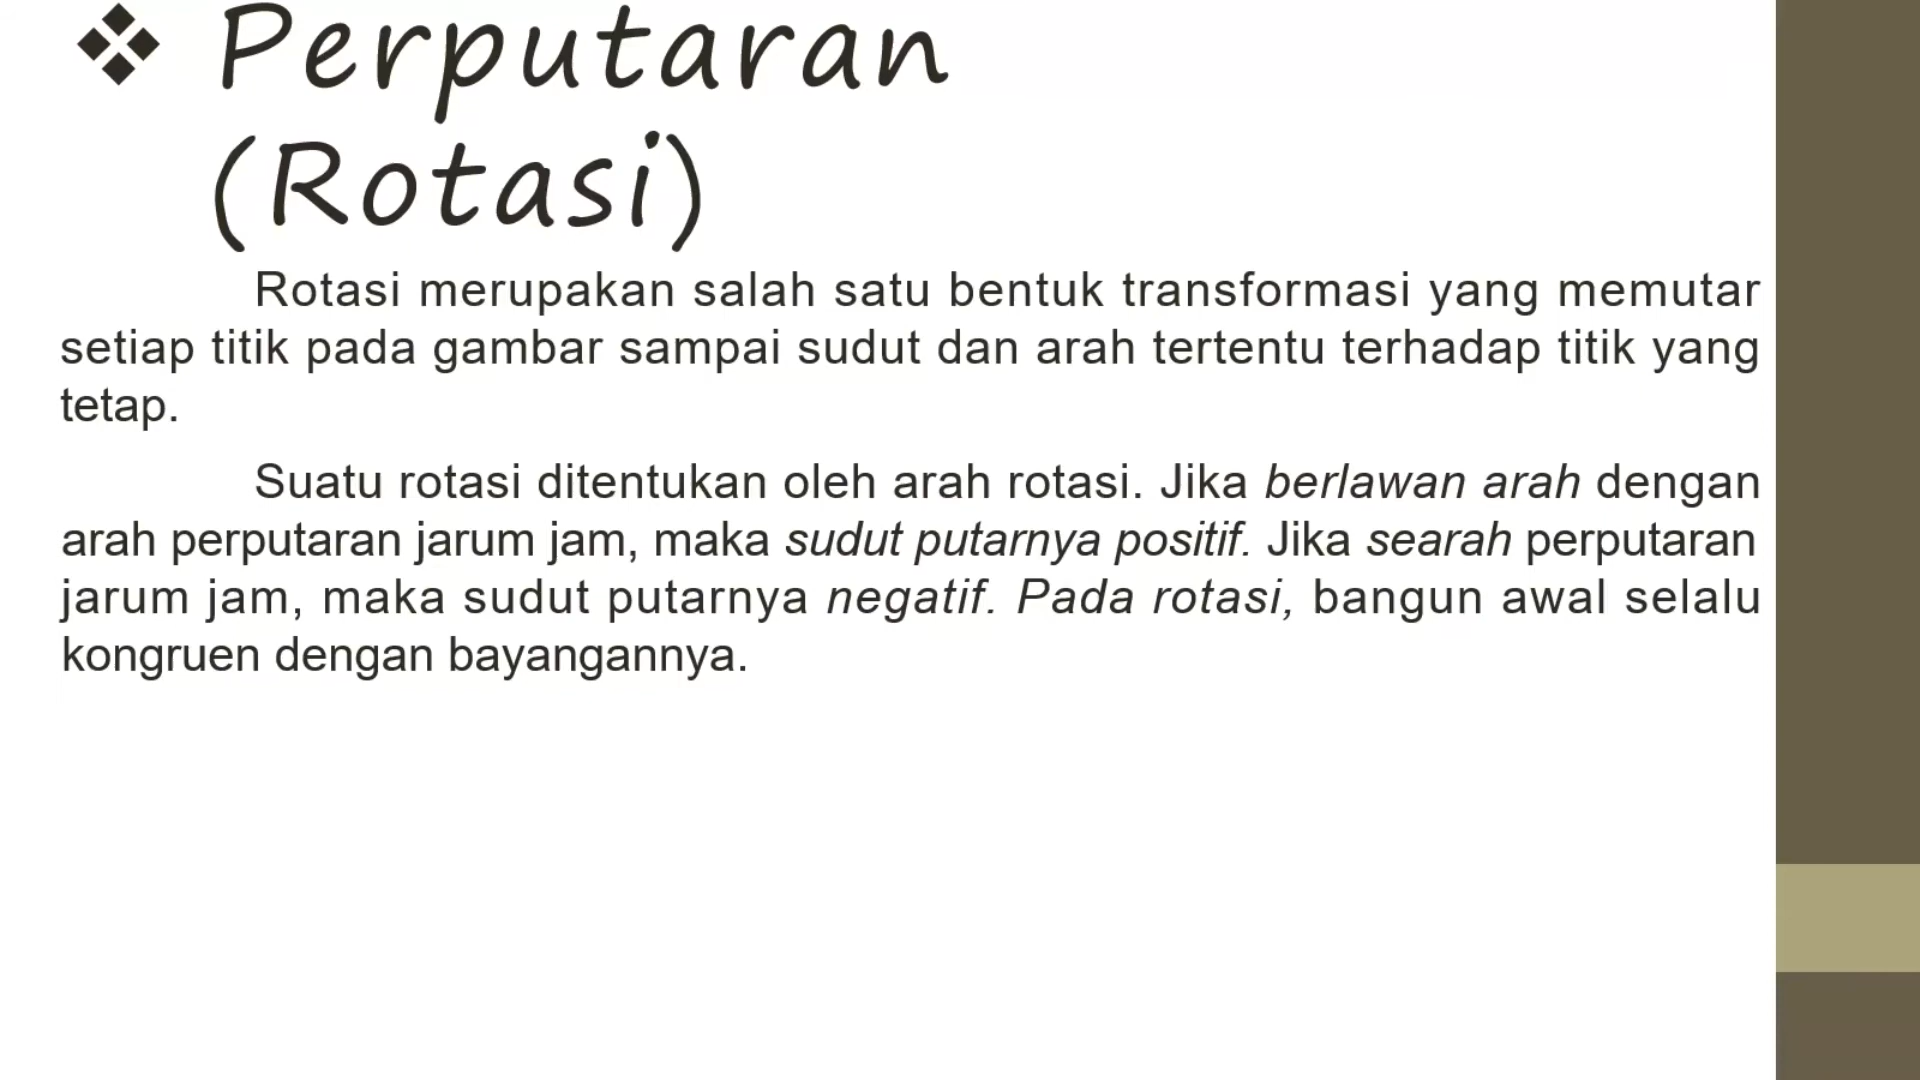 Perputaran
(Rotasi)
Rotasi merupakan salah satu bentuk transformasi yang memutar
setiap titik pada gambar sampai sudut dan arah tertentu terhadap titik yang
tetap.
Suatu rotasi ditentukan oleh arah rotasi. Jika berlawan arah dengan
arah perputaran jarum jam, maka sudut putarnya positif. Jika searah perputaran
jarum jam, maka sudut putarnya negatif. Pada rotasi, bangun awal selalu
kongruen dengan bayangannya.